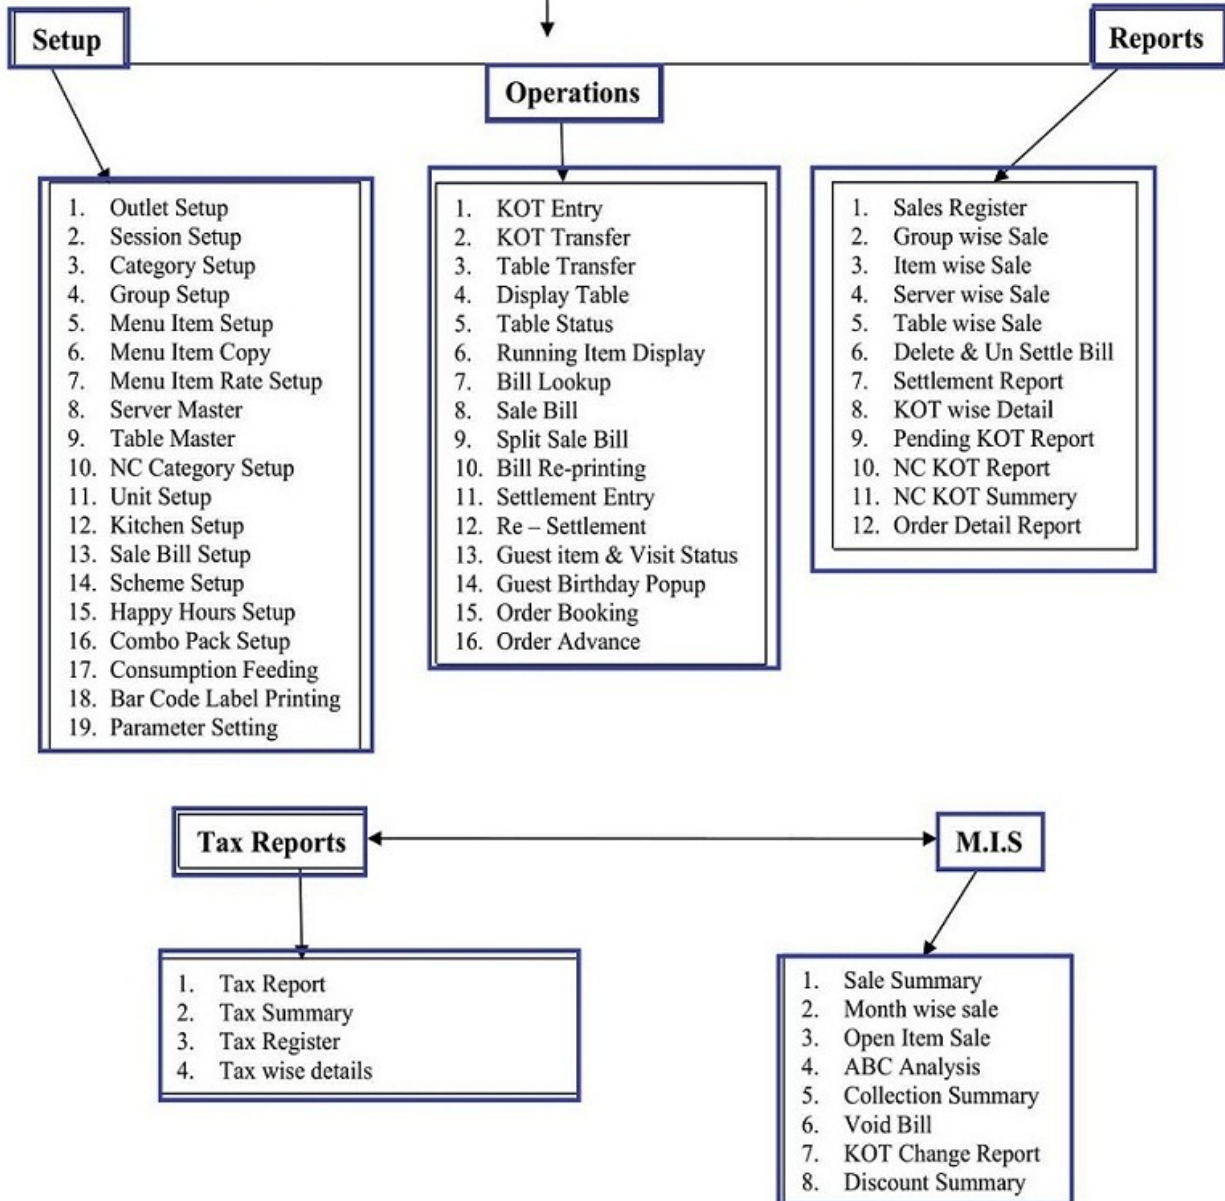 Setup
Operations
Reports
1. Outlet Setup
2. Session Setup
3. Category Setup
4. Group Setup
5. Menu Item Setup
6. Menu Item Copy
7. Menu Item Rate Setup
8. Server Master
9. Table Master
10. NC Category Setup
11. Unit Setup
12. Kitchen Setup
13. Sale Bill Setup
14. Scheme Setup
15. Happy Hours Setup
16. Combo Pack Setup
17. Consumption Feeding
18. Bar Code Label Printing
19. Parameter Setting
1. KOT Entry
2. KOT Transfer
3. Table Transfer
4. Display Table
5. Table Status
6. Running Item Display
7. Bill Lookup
8. Sale Bill
9. Split Sale Bill
10. Bill Re-printing
11. Settlement Entry
12. Re – Settlement
13. Guest item & Visit Status
14. Guest Birthday Popup
15. Order Booking
16. Order Advance
1. Sales Register
2. Group wise Sale
3. Item wise Sale
4. Server wise Sale
5. Table wise Sale
6. Delete & Un Settle Bill
7. Settlement Report
8. KOT wise Detail
9. Pending KOT Report
10. NC KOT Report
11. NC KOT Summery
12. Order Detail Report
Tax Reports
M.I.S
1. Tax Report
2. Tax Summary
3. Tax Register
4. Tax wise details
1. Sale Summary
2. Month wise sale
3. Open Item Sale
4. ABC Analysis
5. Collection Summary
6. Void Bill
7. KOT Change Report
8. Discount Summary